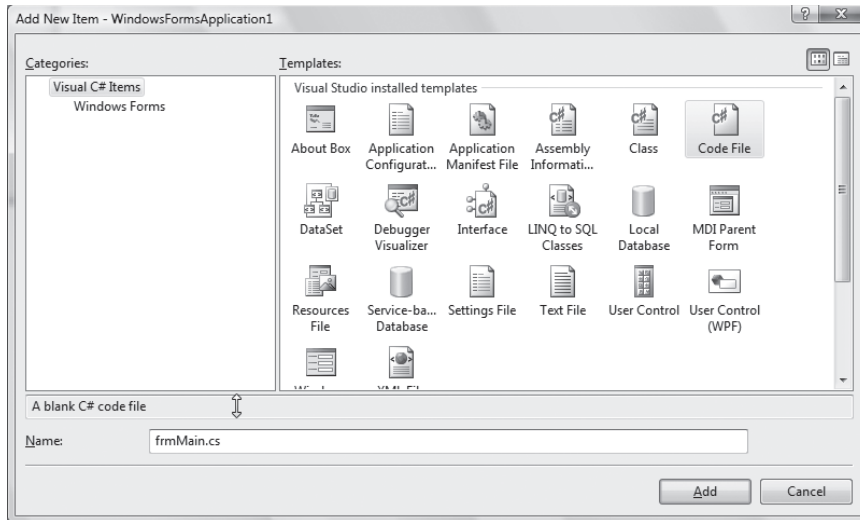 Add New Item - WindowsFormsApplication1
Categories:
Templates:
Visual C# Items
Windows Forms
Visual Studio installed templates
About Box
Application Configurat...
Application Manifest File
Assembly Informati...
Class
Code File
DataSet
Debugger Visualizer
Interface
LINQ to SQL Classes
Local Database
MDI Parent Form
Resources File
Service-ba... Database
Settings File
Text File
User Control
User Control (WPF)
A blank C# code file
Name:
frmMain.cs
Add
Cancel